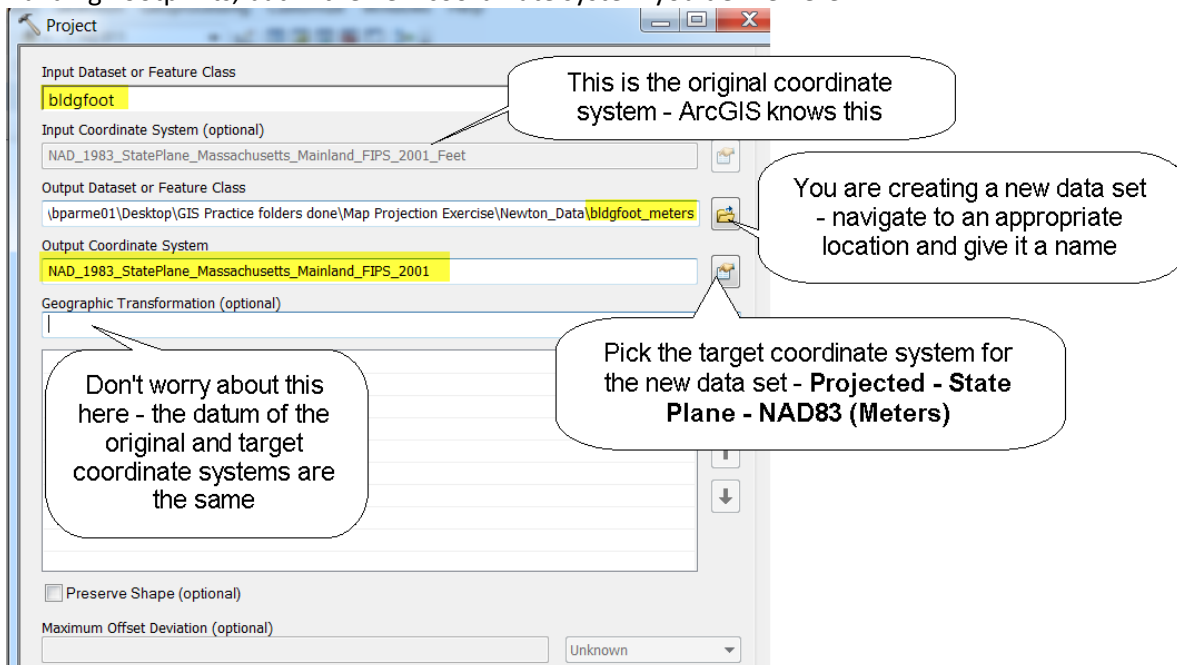 Project
Input Dataset or Feature Class
bldgfoot
This is the original coordinate
system - ArcGIS knows this
Input Coordinate System (optional)
NAD_1983_StatePlane_Massachusetts_Mainland_FIPS_2001_Feet
Output Dataset or Feature Class
\bparme01\Desktop\GIS Practice folders done\Map Projection Exercise\Newton_Data\bldgfoot_meters
You are creating a new data set
- navigate to an appropriate
location and give it a name
Output Coordinate System
NAD_1983_StatePlane_Massachusetts_Mainland_FIPS_2001
Geographic Transformation (optional)
Pick the target coordinate system for
the new data set - Projected - State
Plane - NAD83 (Meters)
Don't worry about this
here - the datum of the
original and target
coordinate systems are
the same
Preserve Shape (optional)
Maximum Offset Deviation (optional)
Unknown